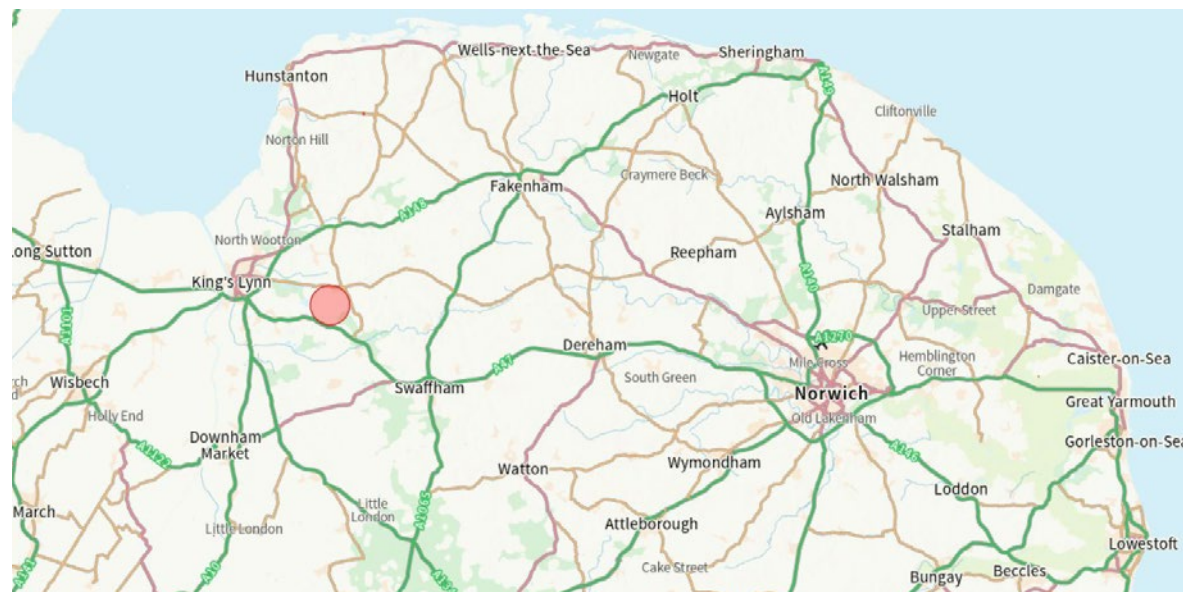 Wells-next-the-Sea
Sheringham
Newgate
Hunstanton
A149
Holt
Cliftonville
Norton Hill
Craymere Beck
North Walsham
Fakenham
A148
Aylsham
Stalham
North Wootton
Reepham
ong Sutton
King's Lynn
A140
Damgate
Upper Street
A1101
A1270
Dereham
Mile Cross
Hemblington
Corner
Caister-on-Sea
A47
South Green
Wisbech
Swaffham
Norwich
Great Yarmouth
Holly End
Old Lakenham
Downham
Market
Gorleston-on-Sea
A1122
A146
Watton
Wymondham
Loddon
A1065
Little
London
March
Little London
Attleborough
Lowestoft
Cake Street
A10
Bungay
Beccles